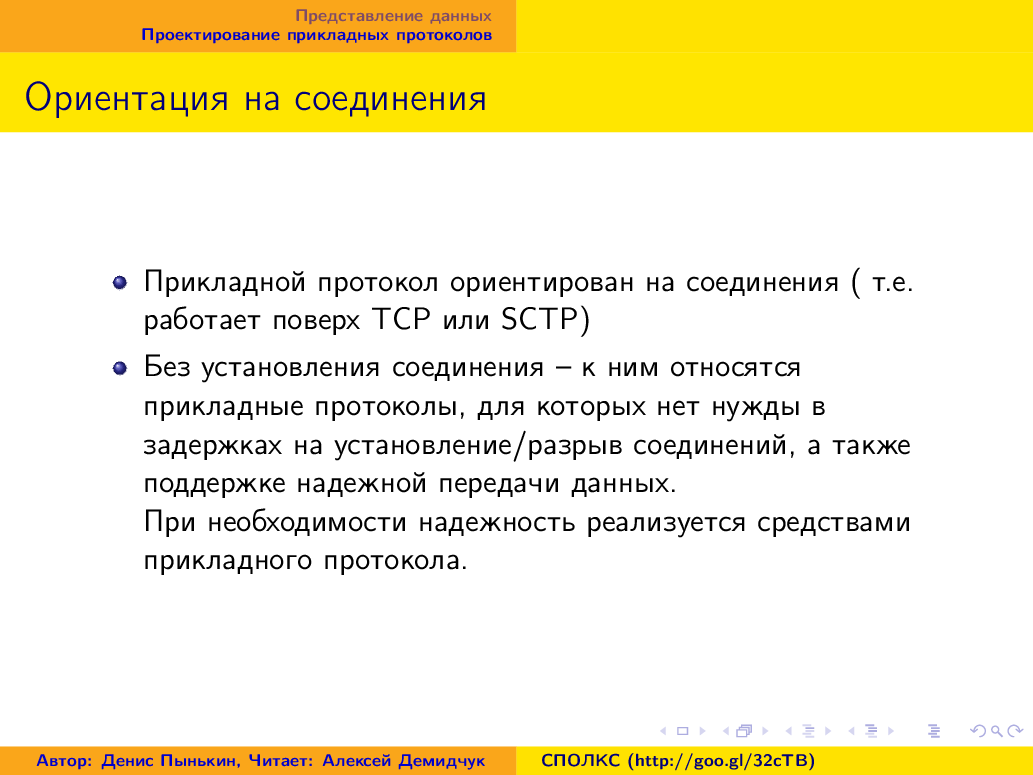 Представление данных
Проектирование прикладных протоколов
Ориентация на соединения
Прикладной протокол ориентирован на соединения ( т.е.
работает поверх TCP или SCTP)
Без установления соединения – к ним относятся
прикладные протоколы, для которых нет нужды в
задержках на установление/разрыв соединений, а также
поддержке надежной передачи данных.
При необходимости надежность реализуется средствами
прикладного протокола.
Автор: Денис Пынькин, Читает: Алексей Демидчук
СПОЛКС (http://goo.gl/32cTB)